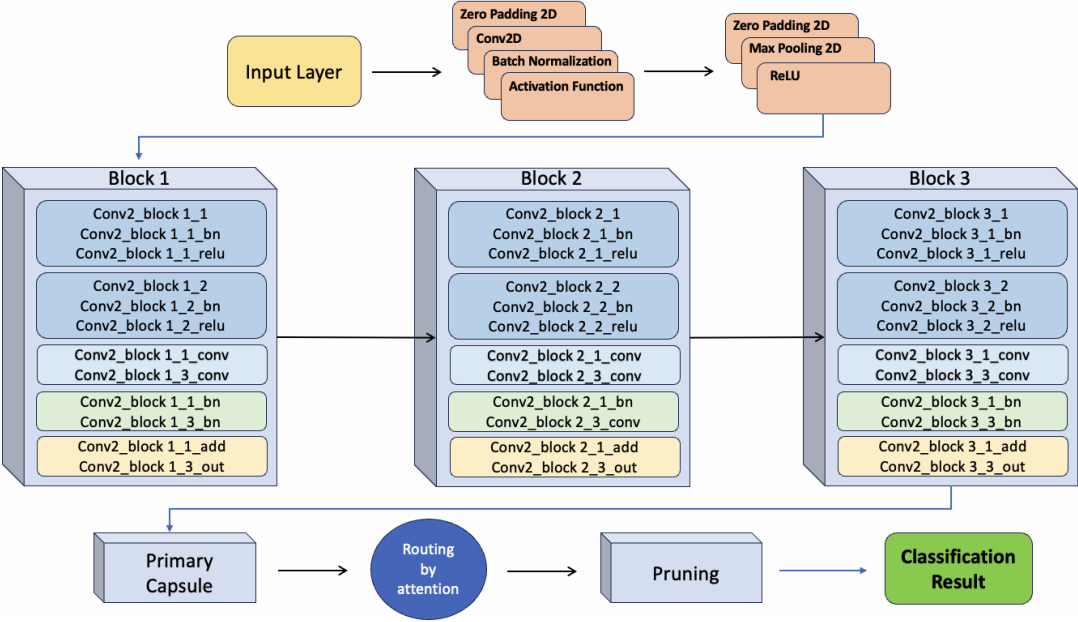 Input Layer
Zero Padding 2D
Conv2D
Batch Normalization
Activation Function
Zero Padding 2D
Max Pooling 2D
ReLU
Block 1
Conv2_block 1_1
Conv2_block 1_1_bn
Conv2_block 1_1_relu
Conv2_block 1_2
Conv2_block 1_2_bn
Conv2_block 1_2_relu
Conv2_block 1_1_conv
Conv2_block 1_3_conv
Conv2_block 1_1_bn
Conv2_block 1_3_bn
Conv2_block 1_1_add
Conv2_block 1_3_out
Block 2
Conv2_block 2_1
Conv2_block 2_1_bn
Conv2_block 2_1_relu
Conv2_block 2_2
Conv2_block 2_2_bn
Conv2_block 2_2_relu
Conv2_block 2_1_conv
Conv2_block 2_3_conv
Conv2_block 2_1_bn
Conv2_block 2_3_conv
Conv2_block 2_1_add
Conv2_block 2_3_out
Block 3
Conv2_block 3_1
Conv2_block 3_1_bn
Conv2_block 3_1_relu
Conv2_block 3_2
Conv2_block 3_2_bn
Conv2_block 3_2_relu
Conv2_block 3_1_conv
Conv2_block 3_3_conv
Conv2_block 3_1_bn
Conv2_block 3_3_bn
Conv2_block 3_1_add
Conv2_block 3_3_out
Primary
Capsule
Routing
by
attention
Pruning
Classification
Result